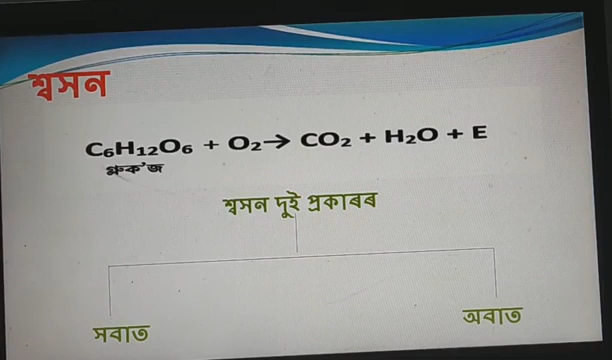 শ্বসন
C₆H₁₂O₆ + O₂→ CO₂ + H₂O + E
গ্লুক'জ
শ্বসন দুই প্ৰকাৰৰ
সবাত
অবাত